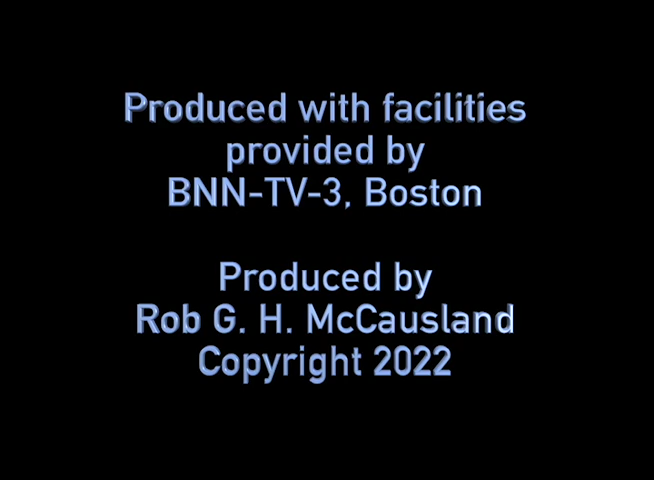 Produced with facilities
provided by
BNN-TV-3, Boston
Produced by
Rob G. H. McCausland
Copyright 2022